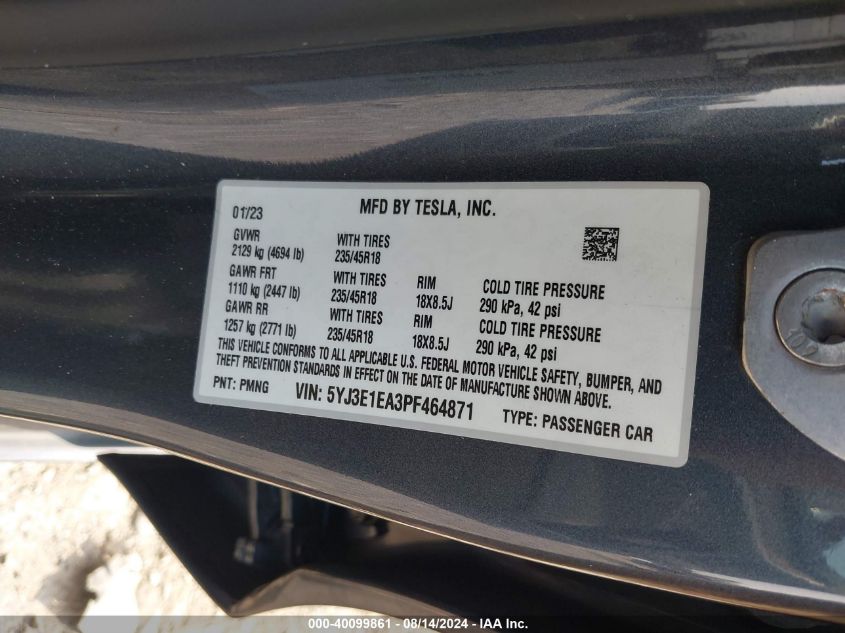 MFD BY TESLA, INC.
01/23
GVWR
2129 kg (4694 lb)
WITH TIRES
235/45R18
GAWR FRT
1110 kg (2447 lb)
WITH TIRES
235/45R18
RIM
18X8.5J
COLD TIRE PRESSURE
290 kPa, 42 psi
GAWR RR
1257 kg (2771 lb)
WITH TIRES
235/45R18
RIM
18X8.5J
COLD TIRE PRESSURE
290 kPa, 42 psi
THIS VEHICLE CONFORMS TO ALL APPLICABLE U.S. FEDERAL MOTOR VEHICLE SAFETY, BUMPER, AND
THEFT PREVENTION STANDARDS IN EFFECT ON THE DATE OF MANUFACTURE SHOWN ABOVE.
PNT: PMNG
VIN: 5YJ3E1EA3PF464871
TYPE: PASSENGER CAR
000-40099861 - 08/14/2024 - IAA Inc.